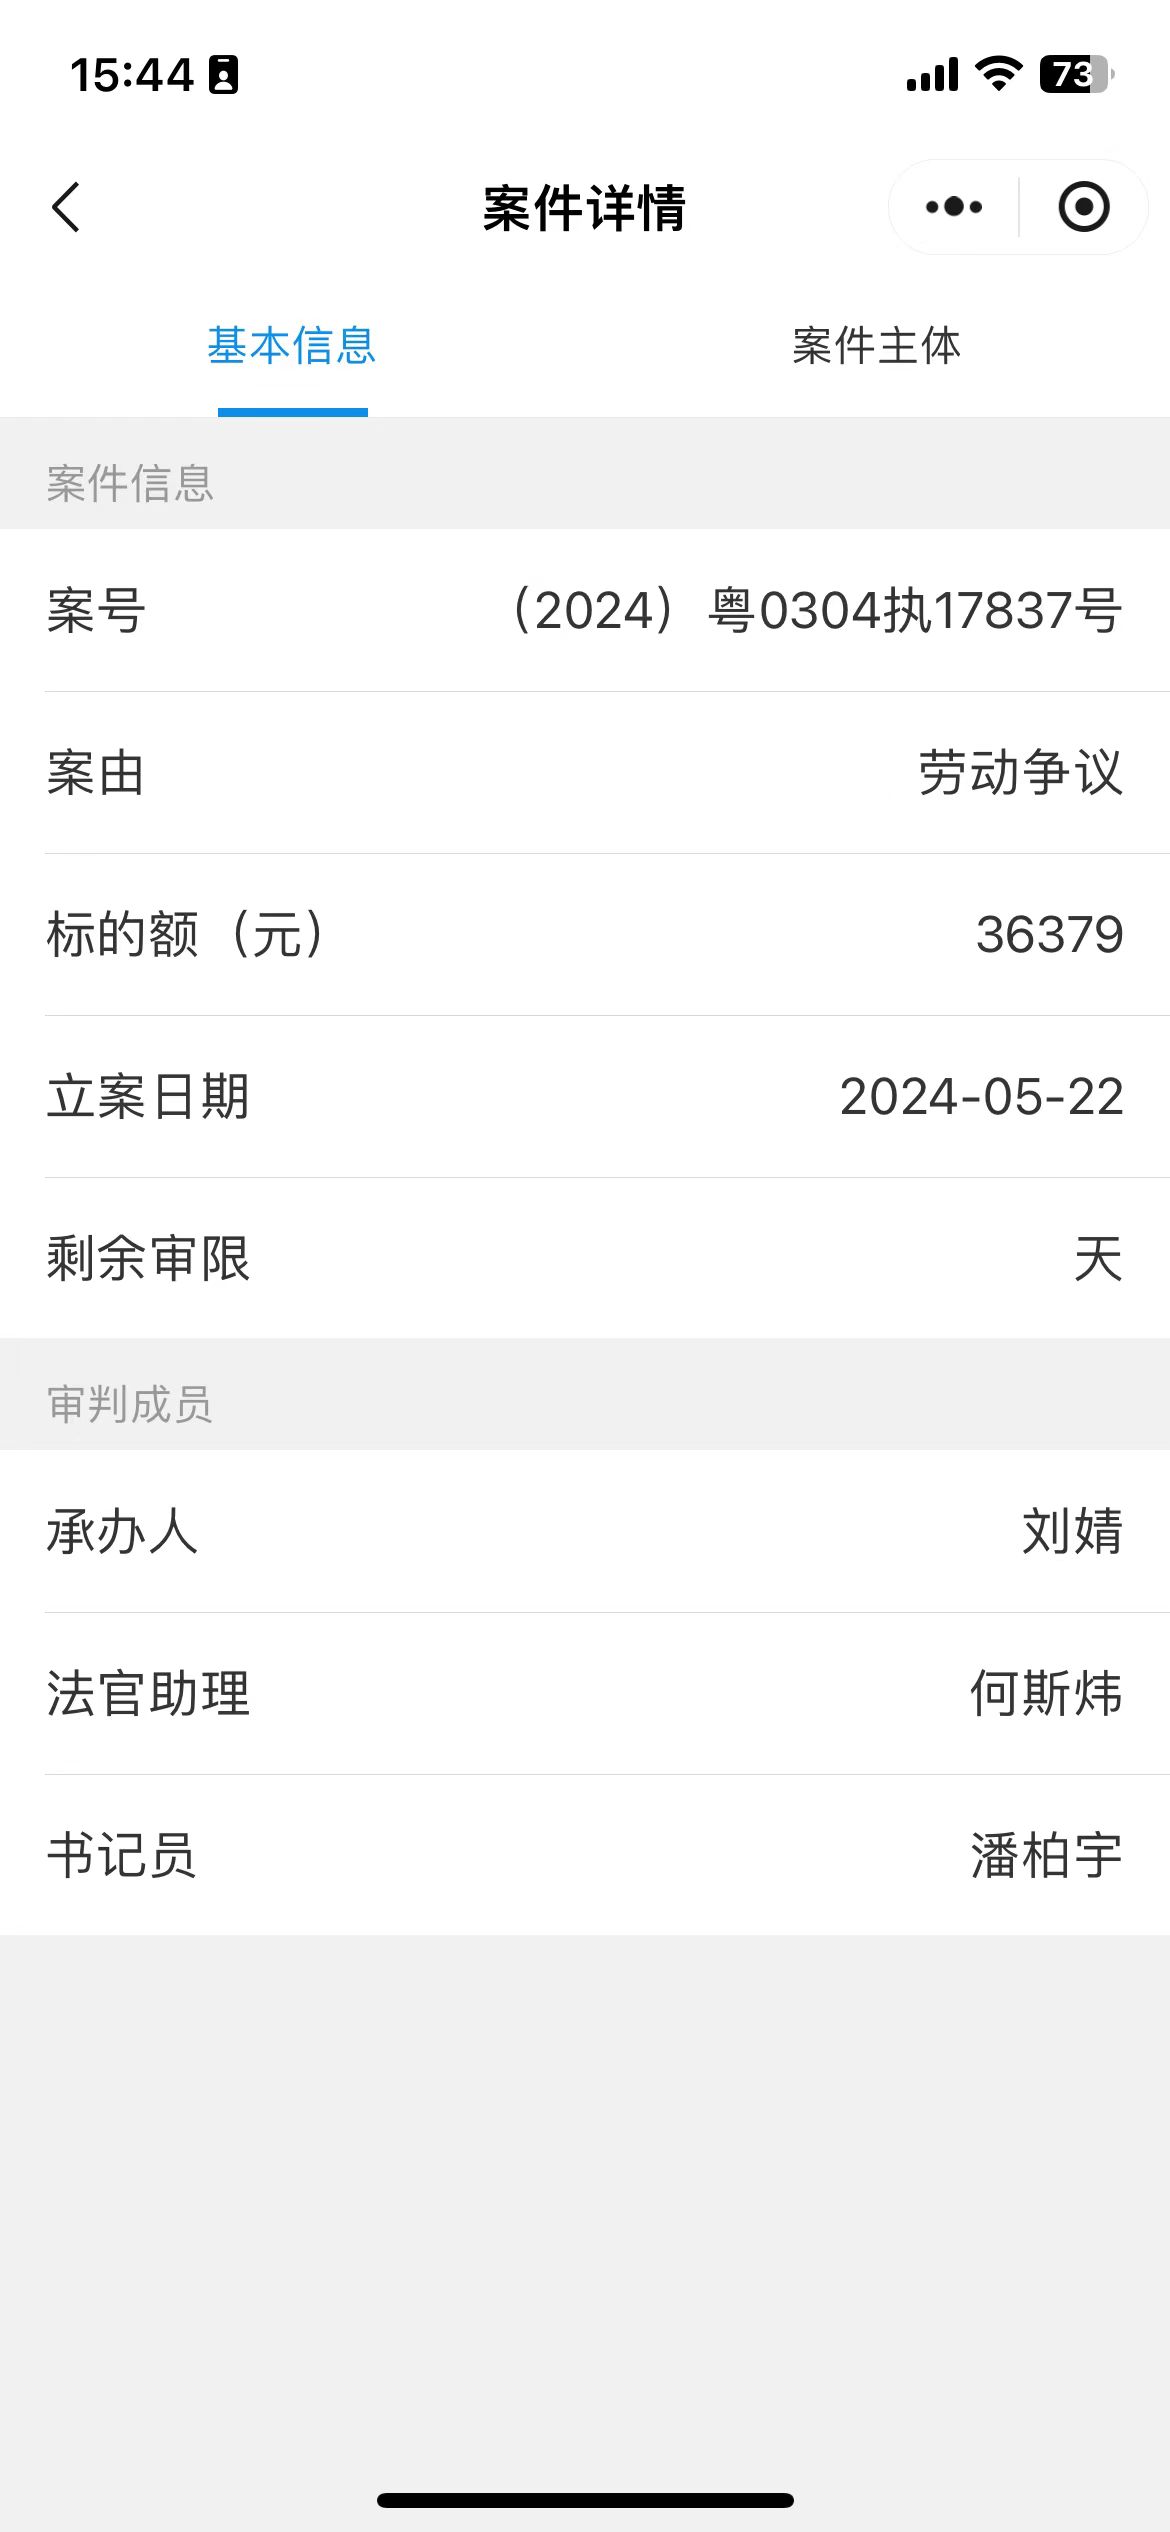 15:44
73
案件详情
基本信息 案件主体
案件信息
案号 （2024）粤0304执17837号
案由 劳动争议
标的额（元） 36379
立案日期 2024-05-22
剩余审限 天
审判成员
承办人 刘婧
法官助理 何斯炜
书记员 潘柏宇